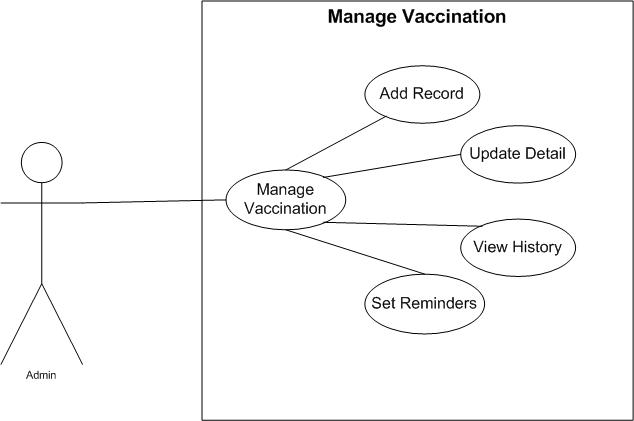 Manage Vaccination
Add Record
Update Detail
Manage
Vaccination
View History
Set Reminders
Admin